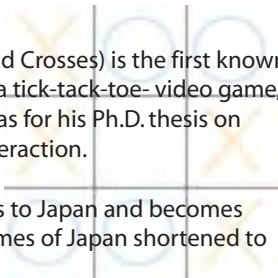 d Crosses) is the first known
a tick-tack-toe- video game,
as for his Ph.D. thesis on
eraction.
s to Japan and becomes
mes of Japan shortened to